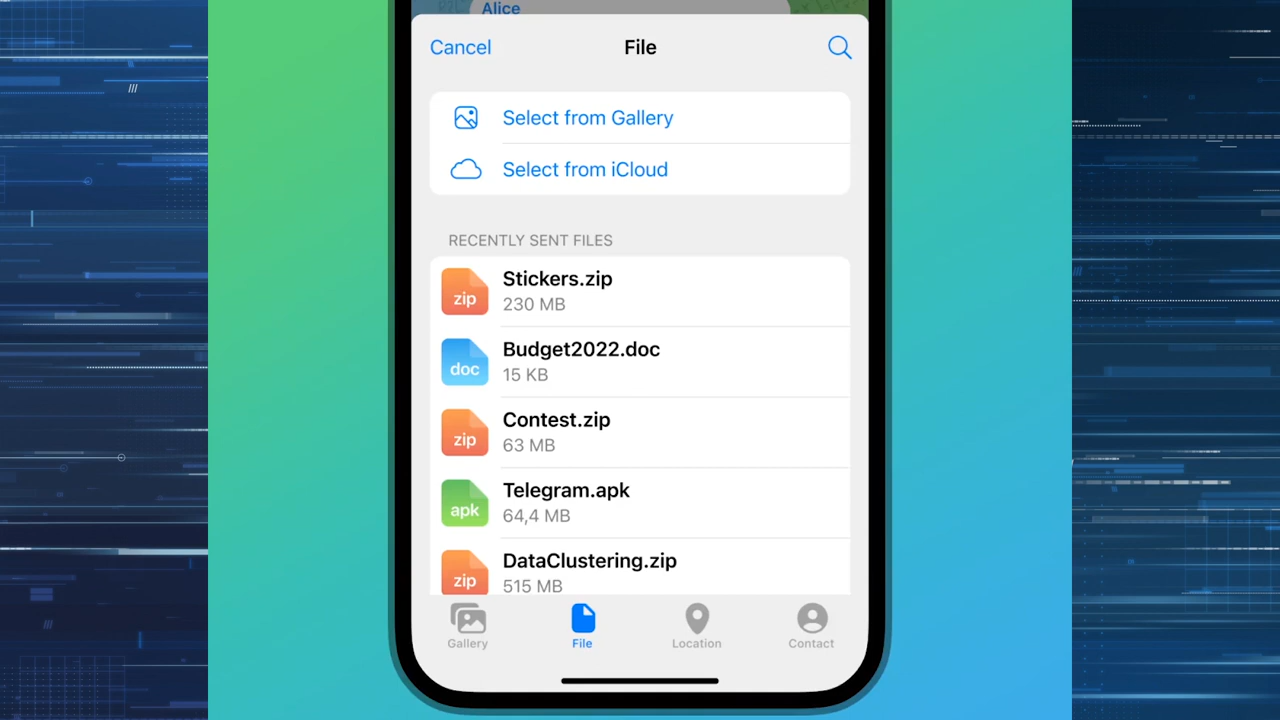 Alice
Cancel
File
Select from Gallery
Select from iCloud
RECENTLY SENT FILES
zip
Stickers.zip
230 MB
doc
Budget2022.doc
15 KB
zip
Contest.zip
63 MB
apk
Telegram.apk
64,4 MB
zip
DataClustering.zip
515 MB
Gallery
File
Location
Contact